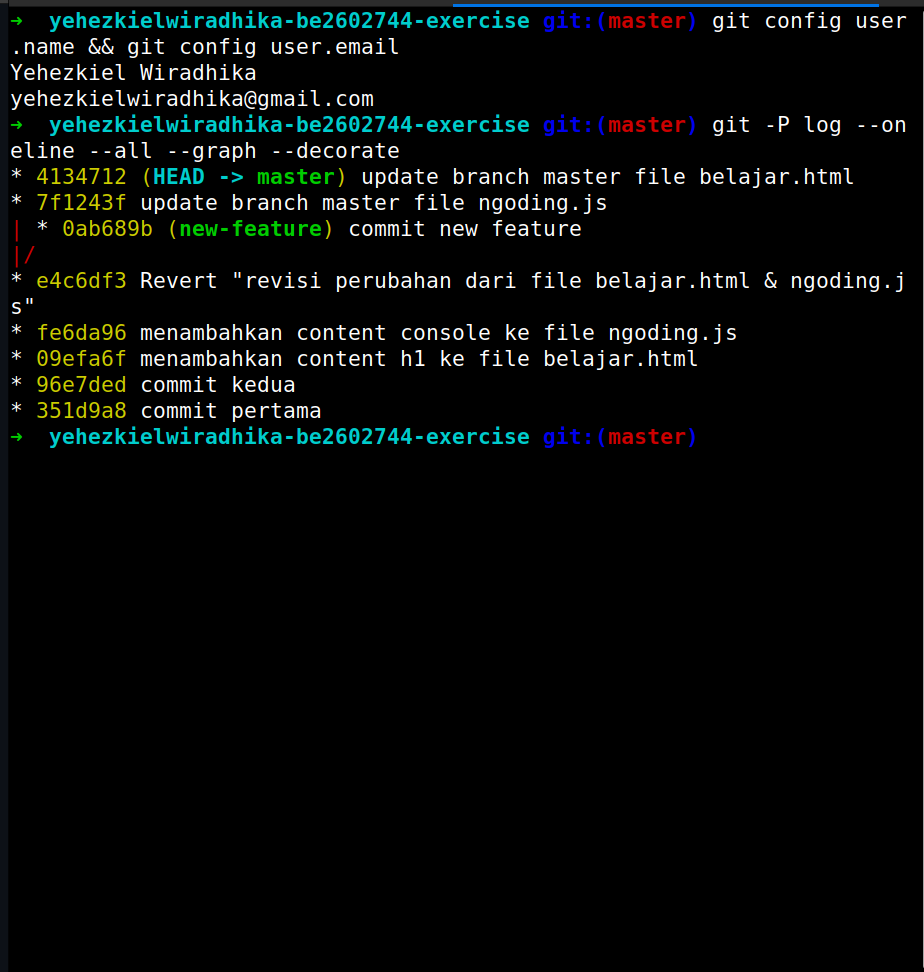 ➜  yehezkielwiradhika-be2602744-exercise git:(master) git config user
.name && git config user.email
Yehezkiel Wiradhika
yehezkielwiradhika@gmail.com
➜  yehezkielwiradhika-be2602744-exercise git:(master) git -P log --on
eline --all --graph --decorate
* 4134712 (HEAD -> master) update branch master file belajar.html
* 7f1243f update branch master file ngoding.js
| * 0ab689b (new-feature) commit new feature
|/
* e4c6df3 Revert "revisi perubahan dari file belajar.html & ngoding.j
s"
* fe6da96 menambahkan content console ke file ngoding.js
* 09efa6f menambahkan content h1 ke file belajar.html
* 96e7ded commit kedua
* 351d9a8 commit pertama
➜  yehezkielwiradhika-be2602744-exercise git:(master)